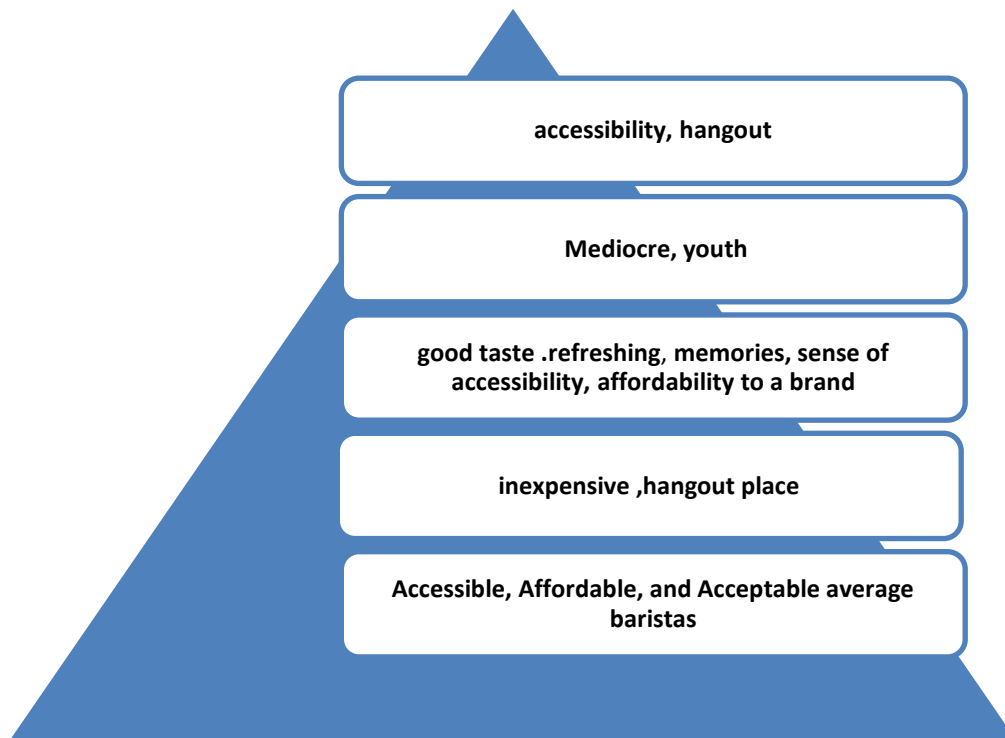 accessibility, hangout
Mediocre, youth
good taste .refreshing, memories, sense of
accessibility, affordability to a brand
inexpensive ,hangout place
Accessible, Affordable, and Acceptable average
baristas